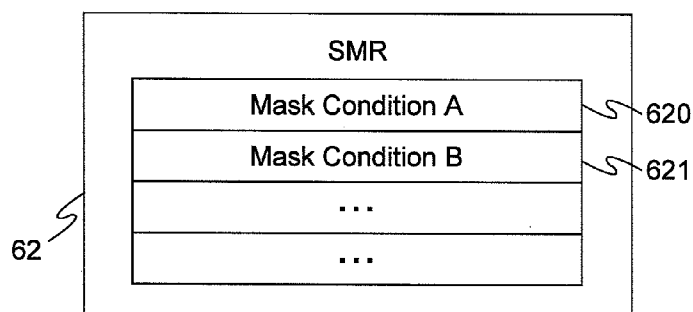 SMR
Mask Condition A
620
Mask Condition B
621
...
62
...